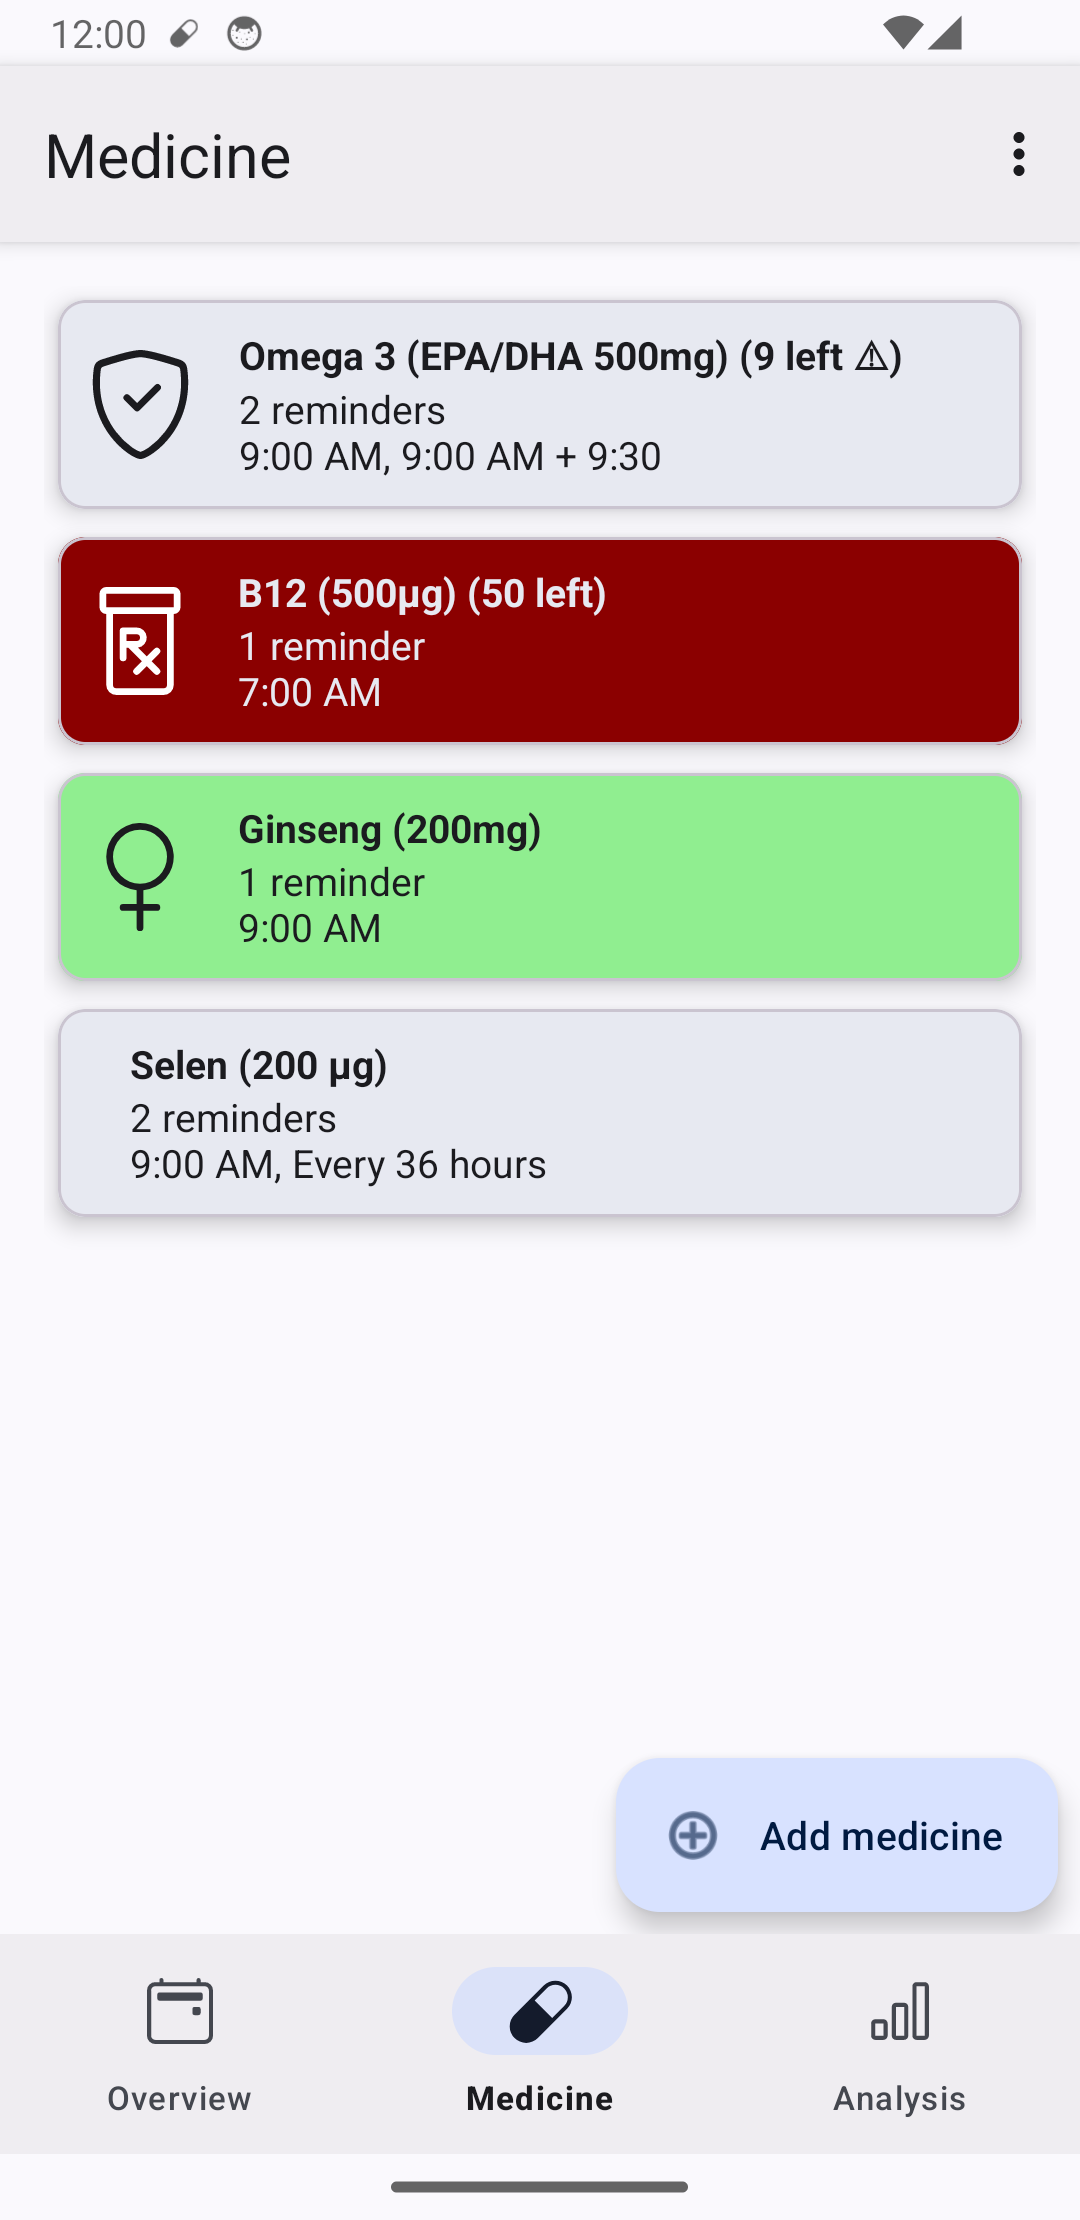 12:00
Medicine
Omega 3 (EPA/DHA 500mg) (9 left ⚠)
2 reminders
9:00 AM, 9:00 AM + 9:30
B12 (500µg) (50 left)
1 reminder
7:00 AM
Ginseng (200mg)
1 reminder
9:00 AM
Selen (200 µg)
2 reminders
9:00 AM, Every 36 hours
Add medicine
Overview
Medicine
Analysis